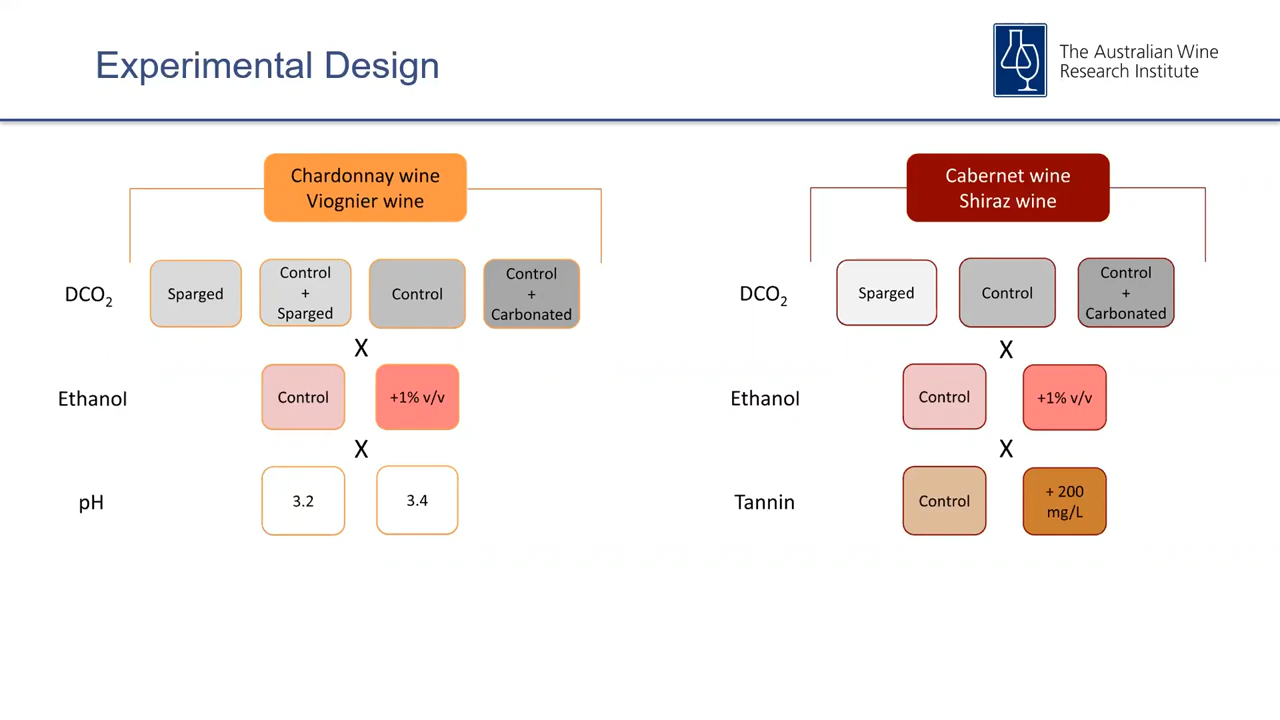 Experimental Design
The Australian Wine
Research Institute
Chardonnay wine
Viognier wine
DCO₂
Sparged
Control
+
Sparged
Control
Control
+
Carbonated
X
Ethanol
Control
+1% v/v
X
pH
3.2
3.4
Cabernet wine
Shiraz wine
DCO₂
Sparged
Control
Control
+
Carbonated
X
Ethanol
Control
+1% v/v
X
Tannin
Control
+ 200
mg/L